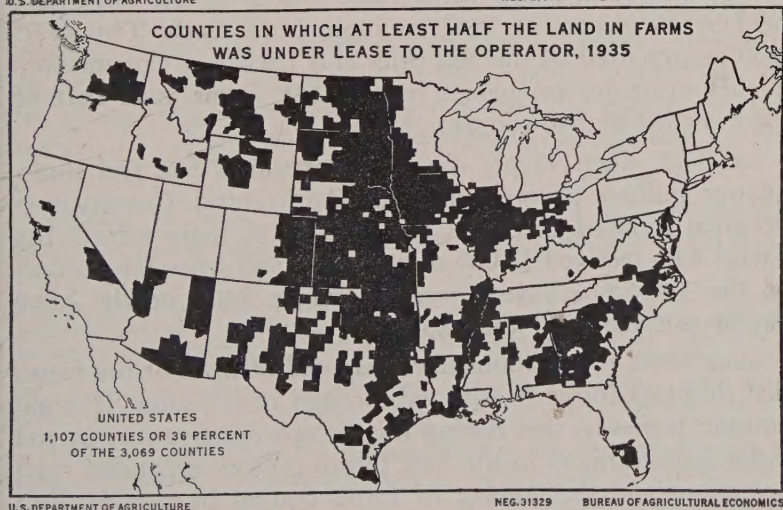 U.S. DEPARTMENT OF AGRICULTURE
COUNTIES IN WHICH AT LEAST HALF THE LAND IN FARMS
WAS UNDER LEASE TO THE OPERATOR, 1935
UNITED STATES
1,107 COUNTIES OR 36 PERCENT
OF THE 3,069 COUNTIES
U. S. DEPARTMENT OF AGRICULTURE NEG. 31329 BUREAU OF AGRICULTURAL ECONOMICS